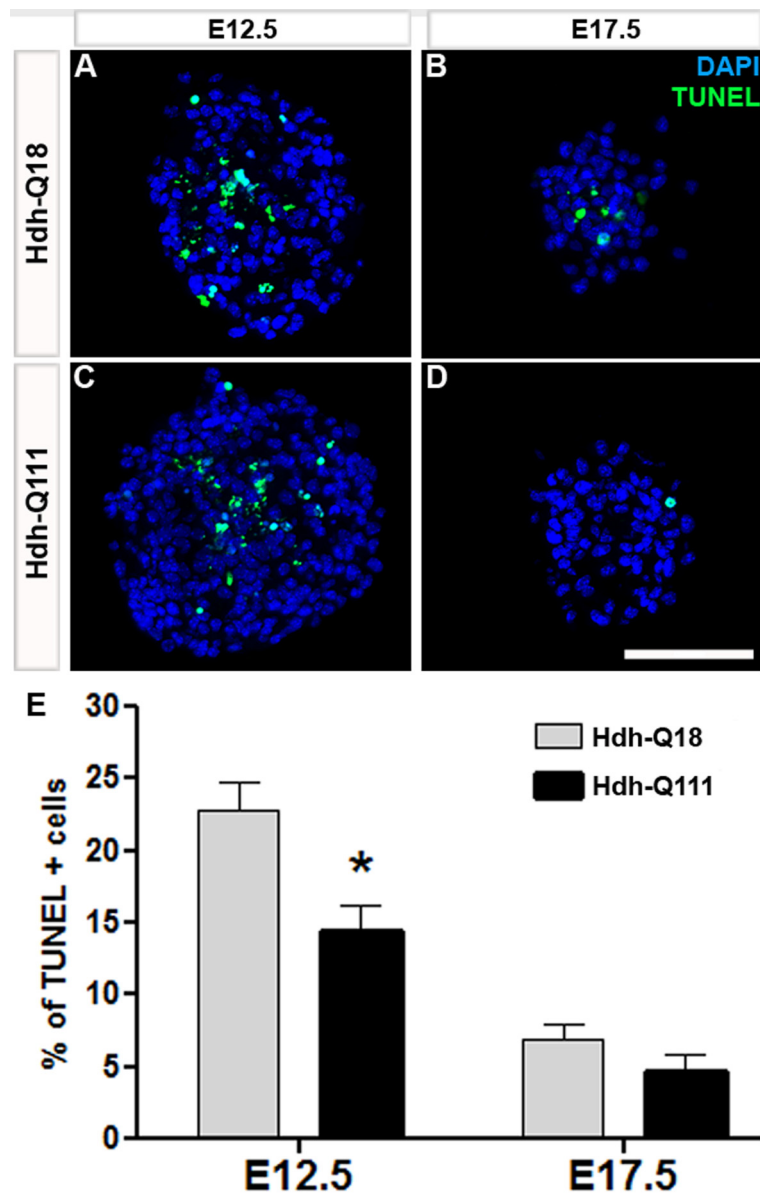 E12.5
E17.5
Hdh-Q18
A
B
DAPI
TUNEL
Hdh-Q111
C
D
E
% of TUNEL + cells
30
25
20
15
10
5
0
*
Hdh-Q18
Hdh-Q111
E12.5
E17.5